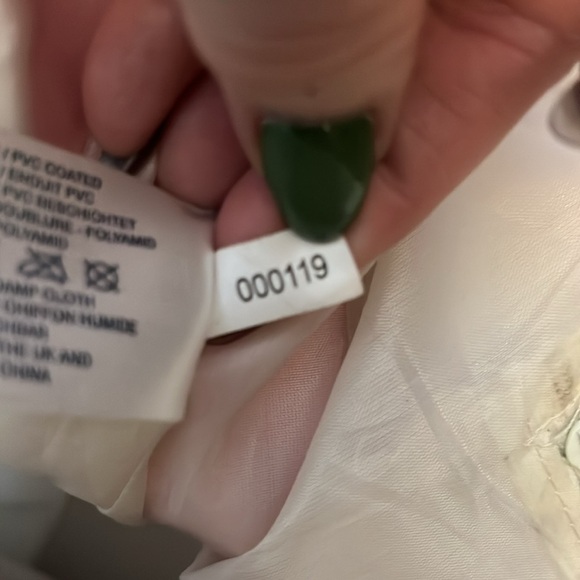 / PVC COATED
/ ENDUIT PVC
PVC BESCHICHTET
DOUBLURE - POLYAMID
POLYAMID
DAMP CLOTH
CHIFFON HUMIDE
THE UK AND
CHINA
000119